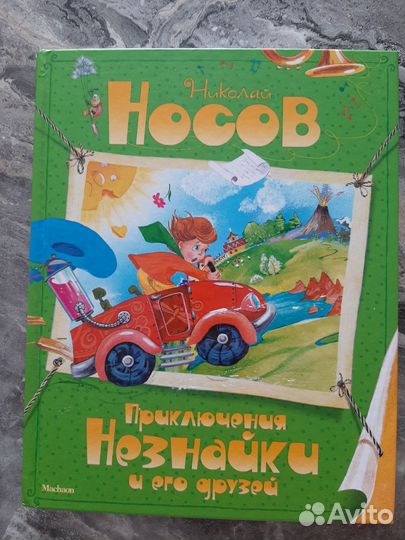 Николай
Носов
Приключения
Незнайки
и его друзей
Machaon
Avito